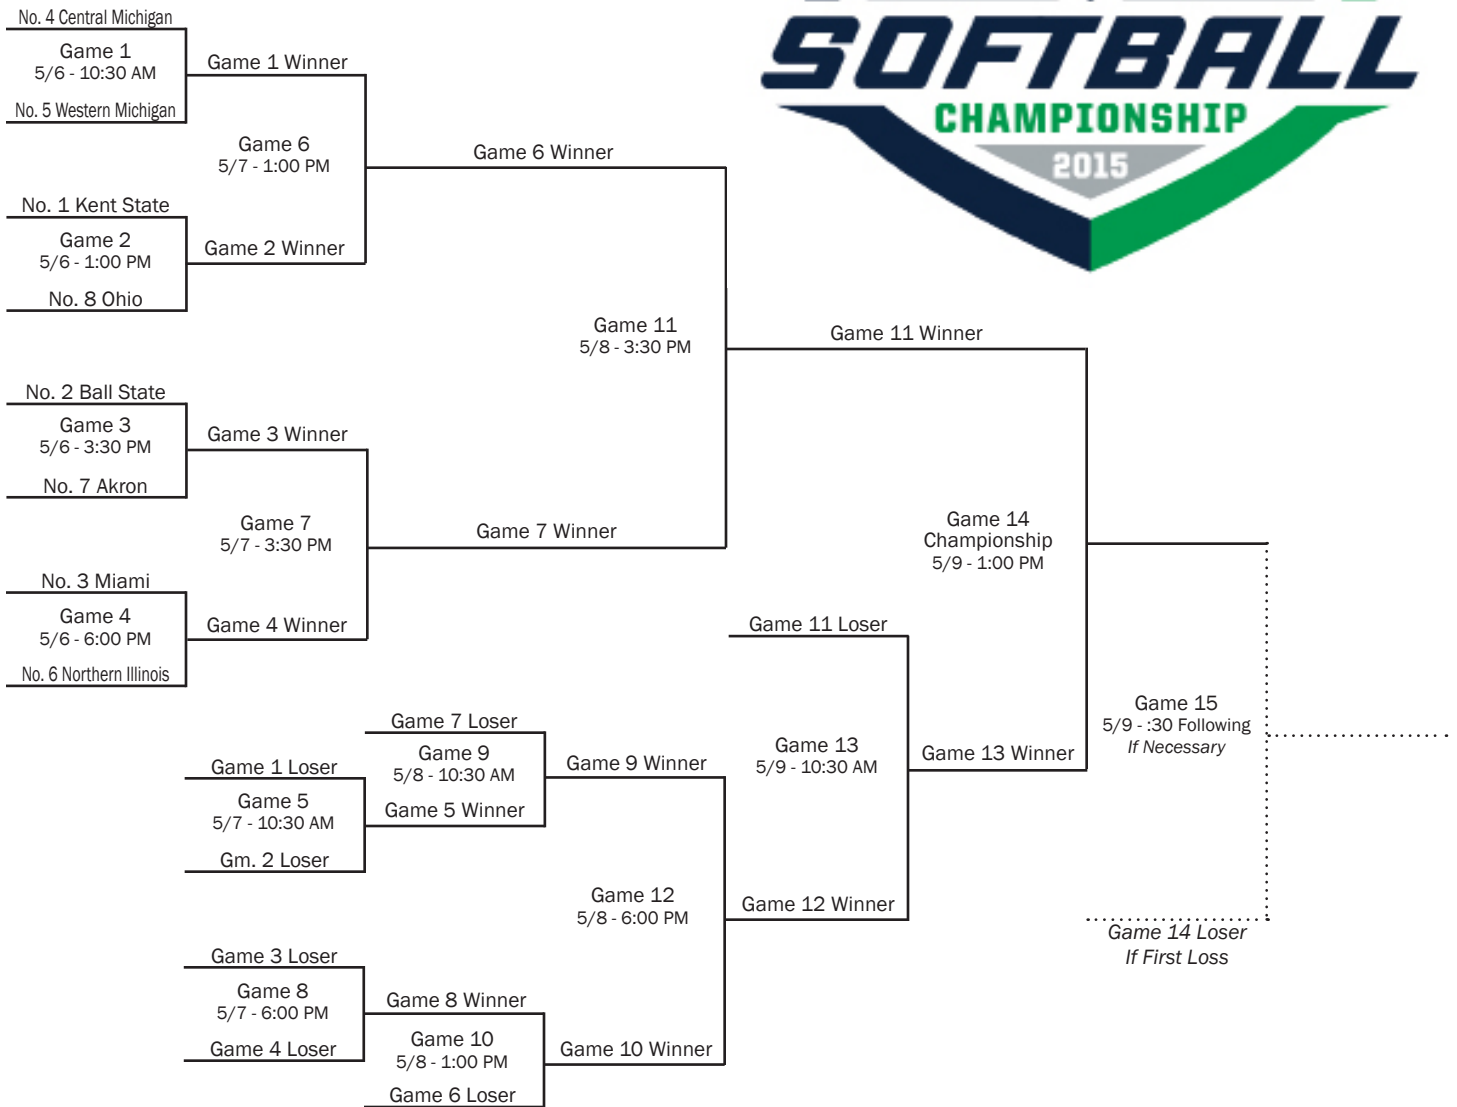 SOFTBALL
CHAMPIONSHIP
2015
No. 4 Central Michigan
Game 1
5/6 - 10:30 AM
No. 5 Western Michigan
Game 1 Winner
Game 6
5/7 - 1:00 PM
Game 6 Winner
No. 1 Kent State
Game 2
5/6 - 1:00 PM
No. 8 Ohio
Game 2 Winner
Game 11
5/8 - 3:30 PM
Game 11 Winner
No. 2 Ball State
Game 3
5/6 - 3:30 PM
No. 7 Akron
Game 3 Winner
Game 7
5/7 - 3:30 PM
Game 7 Winner
No. 3 Miami
Game 4
5/6 - 6:00 PM
No. 6 Northern Illinois
Game 4 Winner
Game 14
Championship
5/9 - 1:00 PM
Game 11 Loser
Game 13
5/9 - 10:30 AM
Game 13 Winner
Game 15
5/9 - :30 Following
If Necessary
Game 7 Loser
Game 9
5/8 - 10:30 AM
Game 9 Winner
Game 1 Loser
Game 5
5/7 - 10:30 AM
Gm. 2 Loser
Game 5 Winner
Game 12
5/8 - 6:00 PM
Game 12 Winner
Game 14 Loser
If First Loss
Game 3 Loser
Game 8
5/7 - 6:00 PM
Game 4 Loser
Game 8 Winner
Game 10
5/8 - 1:00 PM
Game 10 Winner
Game 6 Loser